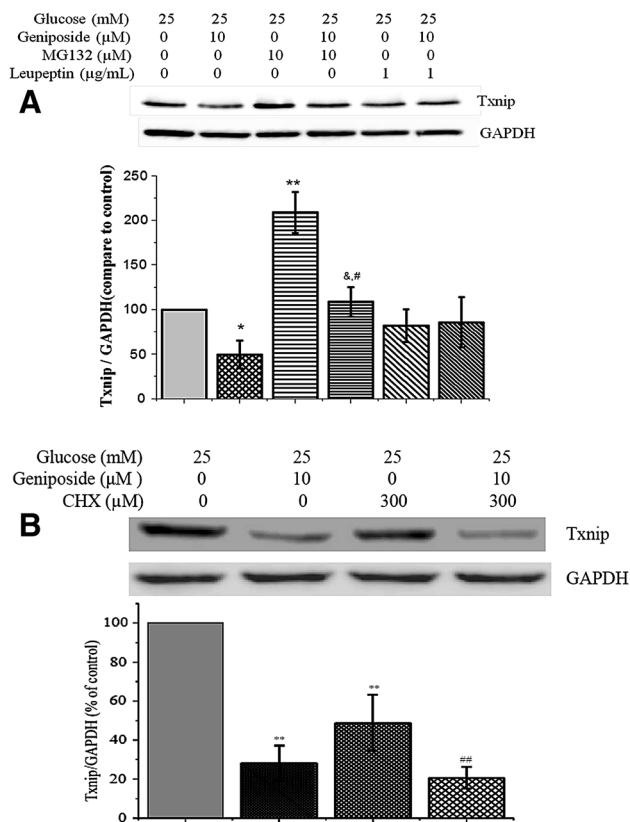 Glucose (mM) 25 25 25 25 25 25
Geniposide (µM) 0 10 0 10 0 10
MG132 (µM) 0 0 10 10 0 0
Leupeptin (µg/mL) 0 0 0 0 1 1
A
Txnip
GAPDH
Txnip / GAPDH(compare to control)
250
200
150
100
50
0
*
**
&,#
Glucose (mM) 25 25 25 25
Geniposide (µM ) 0 10 0 10
CHX (µM) 0 0 300 300
B
Txnip
GAPDH
Txnip/GAPDH (% of control)
100
80
60
40
20
0
**
**
##